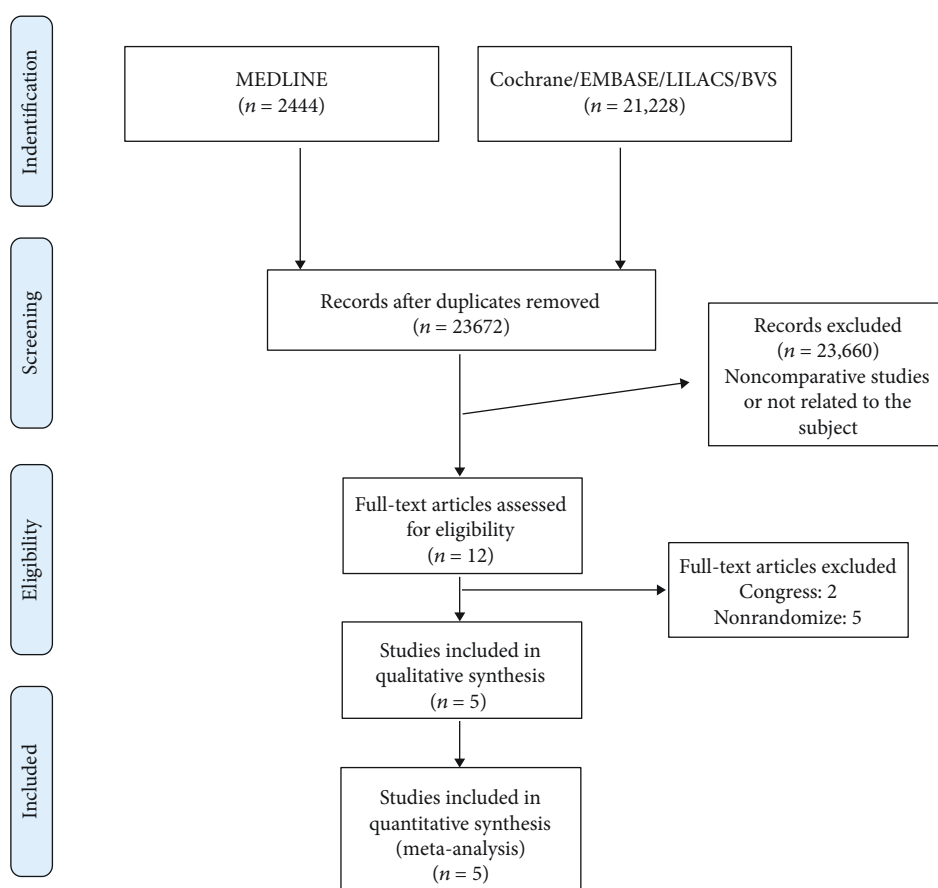 Indentification
MEDLINE
(n = 2444)
Cochrane/EMBASE/LILACS/BVS
(n = 21,228)
Screening
Records after duplicates removed
(n = 23672)
Records excluded
(n = 23,660)
Noncomparative studies
or not related to the
subject
Eligibility
Full-text articles assessed
for eligibility
(n = 12)
Full-text articles excluded
Congress: 2
Nonrandomize: 5
Studies included in
qualitative synthesis
(n = 5)
Included
Studies included in
quantitative synthesis
(meta-analysis)
(n = 5)